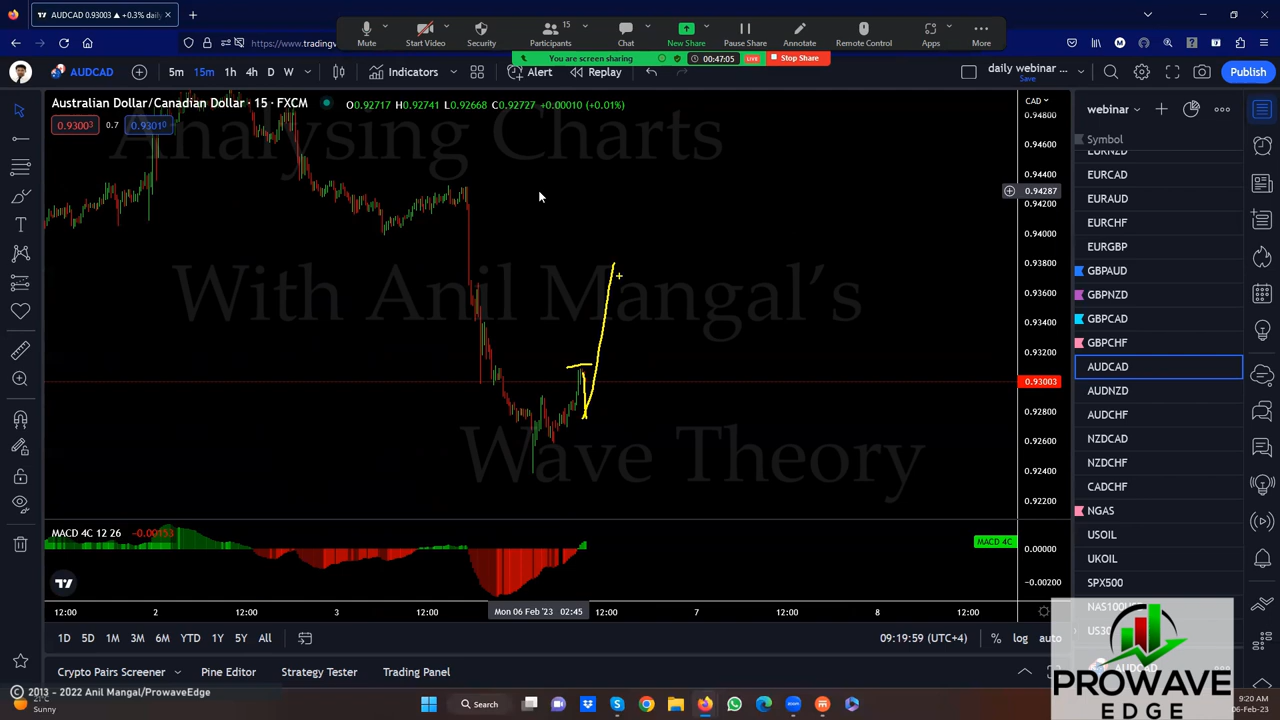 AUDCAD 0.93003 ▲ +0.3% daily
15
Mute
Start Video
Security
Participants
Chat
New Share
Pause Share
Annotate
Remote Control
Apps
More
https://www.tradingv
You are screen sharing
00:47:05
LIVE
Stop Share
AUDCAD
5m 15m 1h 4h D W
Indicators
Alert
Replay
daily webinar ...
Save
Publish
Australian Dollar/Canadian Dollar · 15 · FXCM
O0.92717 H0.92741 L0.92668 C0.92727 +0.00010 (+0.01%)
0.93003 0.7 0.93010
Analysing Charts
With Anil Mangal's
Wave Theory
CAD
0.94800
0.94600
0.94400
0.94287
0.94200
0.94000
0.93800
0.93600
0.93400
0.93200
0.93003
0.92800
0.92600
0.92400
0.92200
webinar
Symbol
EURNZD
EURCAD
EURAUD
EURCHF
EURGBP
GBPAUD
GBPNZD
GBPCAD
GBPCHF
AUDCAD
AUDNZD
AUDCHF
NZDCAD
NZDCHF
CADCHF
NGAS
USOIL
UKOIL
SPX500
NAS100U
US30
AUDCAD
MACD 4C 12 26 −0.00153
MACD 4C
0.00000
−0.00200
12:00 2 12:00 3 12:00 Mon 06 Feb '23 02:45 12:00 7 12:00 8 12:00
1D 5D 1M 3M 6M YTD 1Y 5Y All
09:19:59 (UTC+4)
% log auto
Crypto Pairs Screener
Pine Editor
Strategy Tester
Trading Panel
© 2013 - 2022 Anil Mangal/ProwaveEdge
Sunny
Search
9:20 AM
06-Feb-23
PROWAVE
EDGE